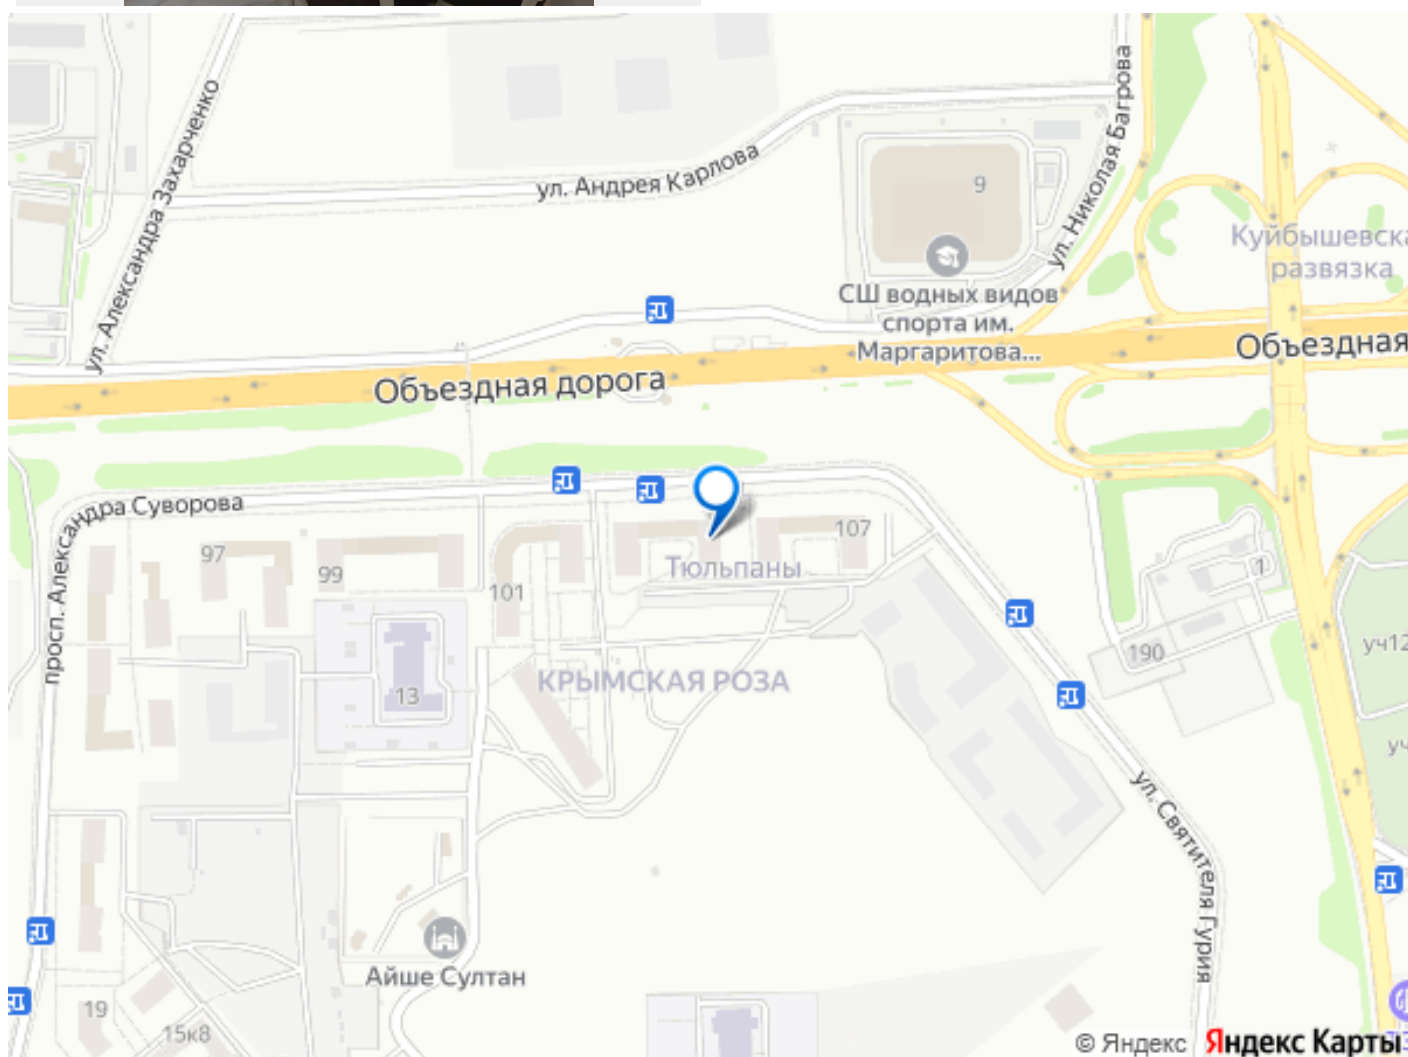 ул. Александра Захарченко
ул. Андрея Карлова
ул. Николая Багрова
9
СШ водных видов
спорта им.
Маргаритова...
Куйбышевска
развязка
Объездная дорога
Объездная
просп. Александра Суворова
97
99
101
107
Тюльпаны
1
190
уч12
уч
13
КРЫМСКАЯ РОЗА
ул. Святителя Гурия
Айше Султан
19
15к8
© Яндекс
Яндекс Карты